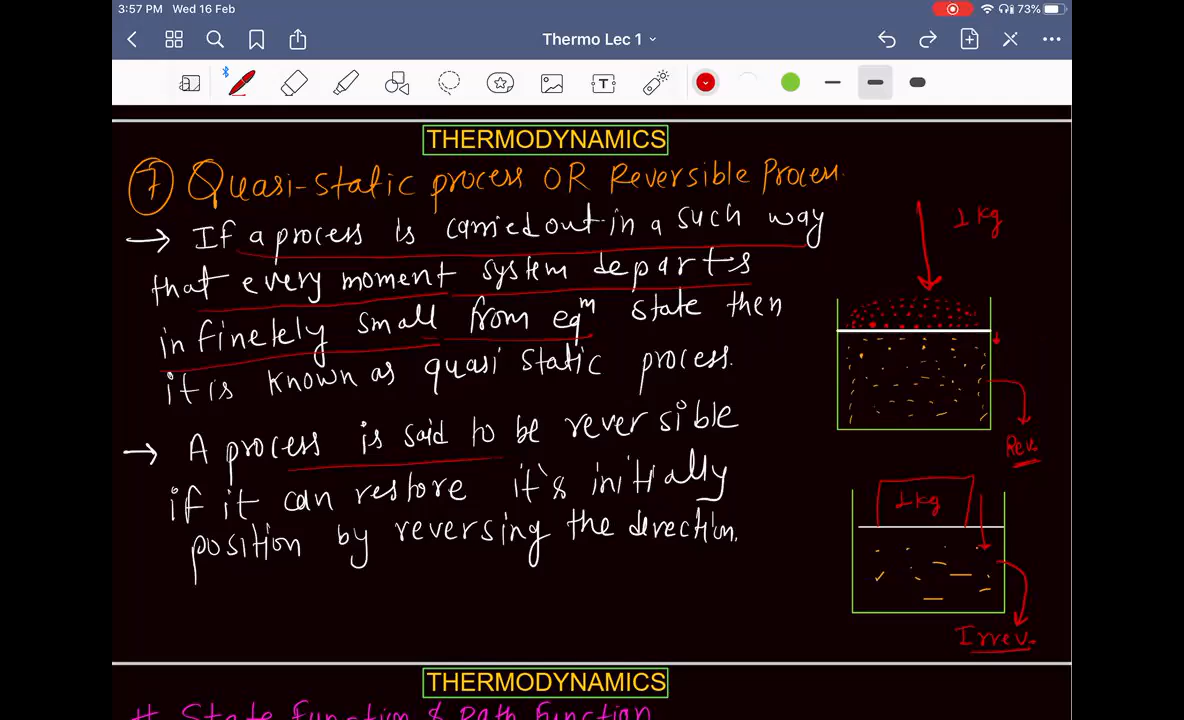 3:57 PM Wed 16 Feb
73%
Thermo Lec 1
THERMODYNAMICS
7 Quasi-static process OR Reversible Process.
→ If a process is carried out in a such way
that every moment system departs
infinetely small from eqᵐ state then
it is known as quasi static process.
→ A process is said to be reversible
if it can restore it's initially
position by reversing the direction.
1 kg
Rev.
1 kg
Irrev.
THERMODYNAMICS
# State Function & Path Function